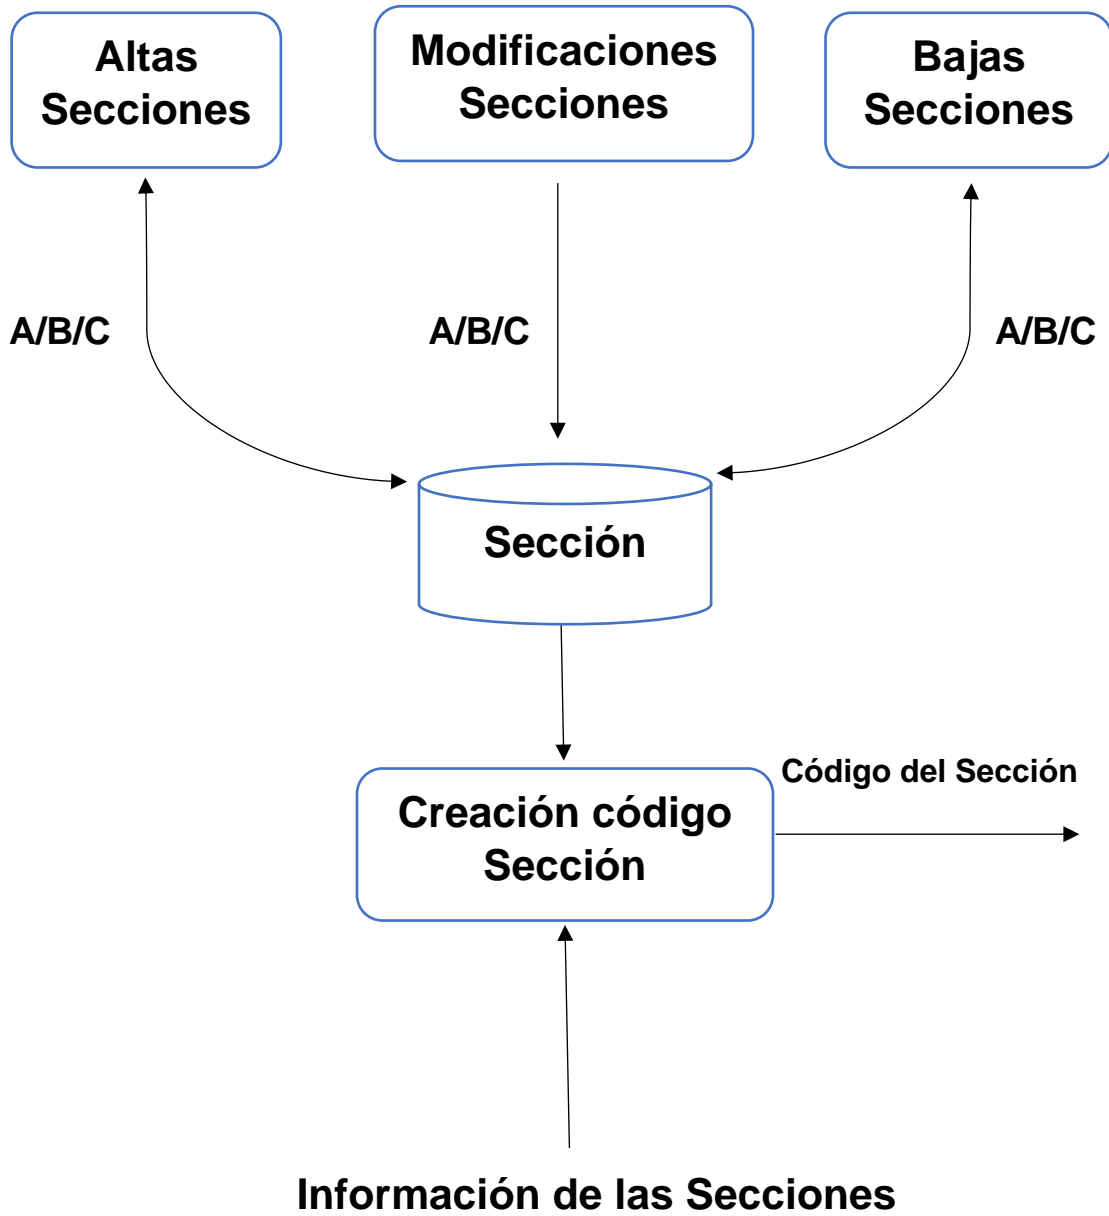 Altas
Secciones
Modificaciones
Secciones
Bajas
Secciones
A/B/C
A/B/C
A/B/C
Sección
Código del Sección
Creación código
Sección
Información de las Secciones